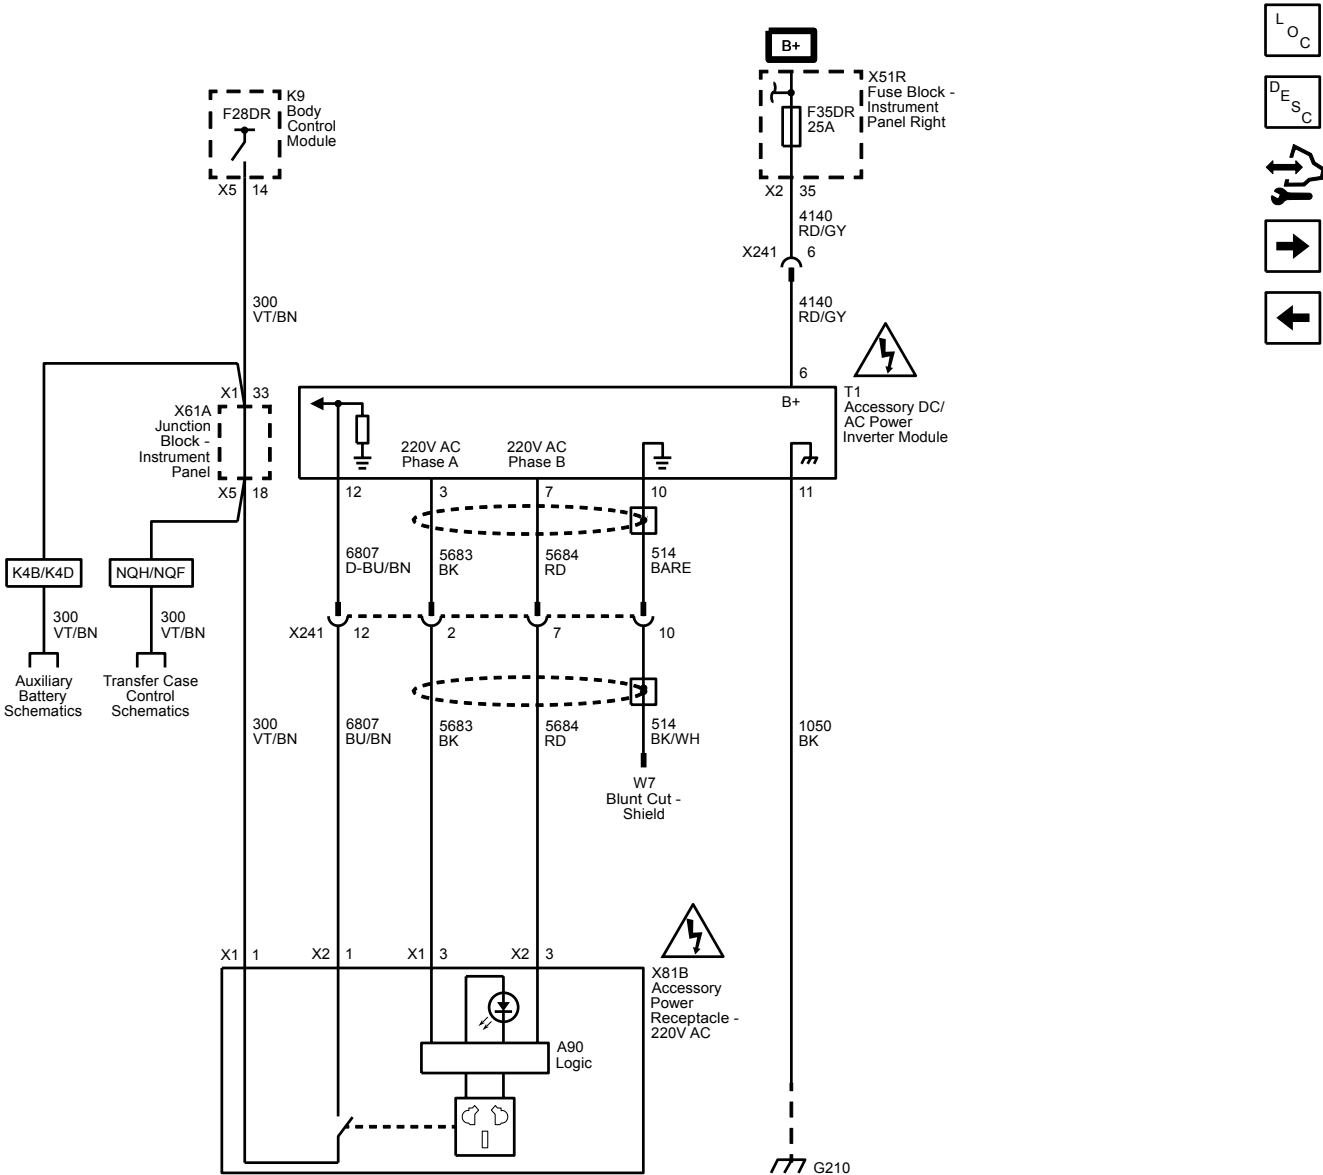 L
O
C
D
E
S
C
B+
X51R
Fuse Block -
Instrument
Panel Right
F35DR
25A
X2 35
4140
RD/GY
X241 6
4140
RD/GY
6
K9
Body
Control
Module
F28DR
X5 14
300
VT/BN
X1 33
X61A
Junction
Block -
Instrument
Panel
X5 18
K4B/K4D
NQH/NQF
300
VT/BN
300
VT/BN
Auxiliary
Battery
Schematics
Transfer Case
Control
Schematics
T1
Accessory DC/
AC Power
Inverter Module
B+
220V AC
Phase A
220V AC
Phase B
12 3 7 10 11
6807
D-BU/BN
5683
BK
5684
RD
514
BARE
X241 12 2 7 10
300
VT/BN
6807
BU/BN
5683
BK
5684
RD
514
BK/WH
1050
BK
W7
Blunt Cut -
Shield
X1 1 X2 1 X1 3 X2 3
X81B
Accessory
Power
Receptacle -
220V AC
A90
Logic
G210